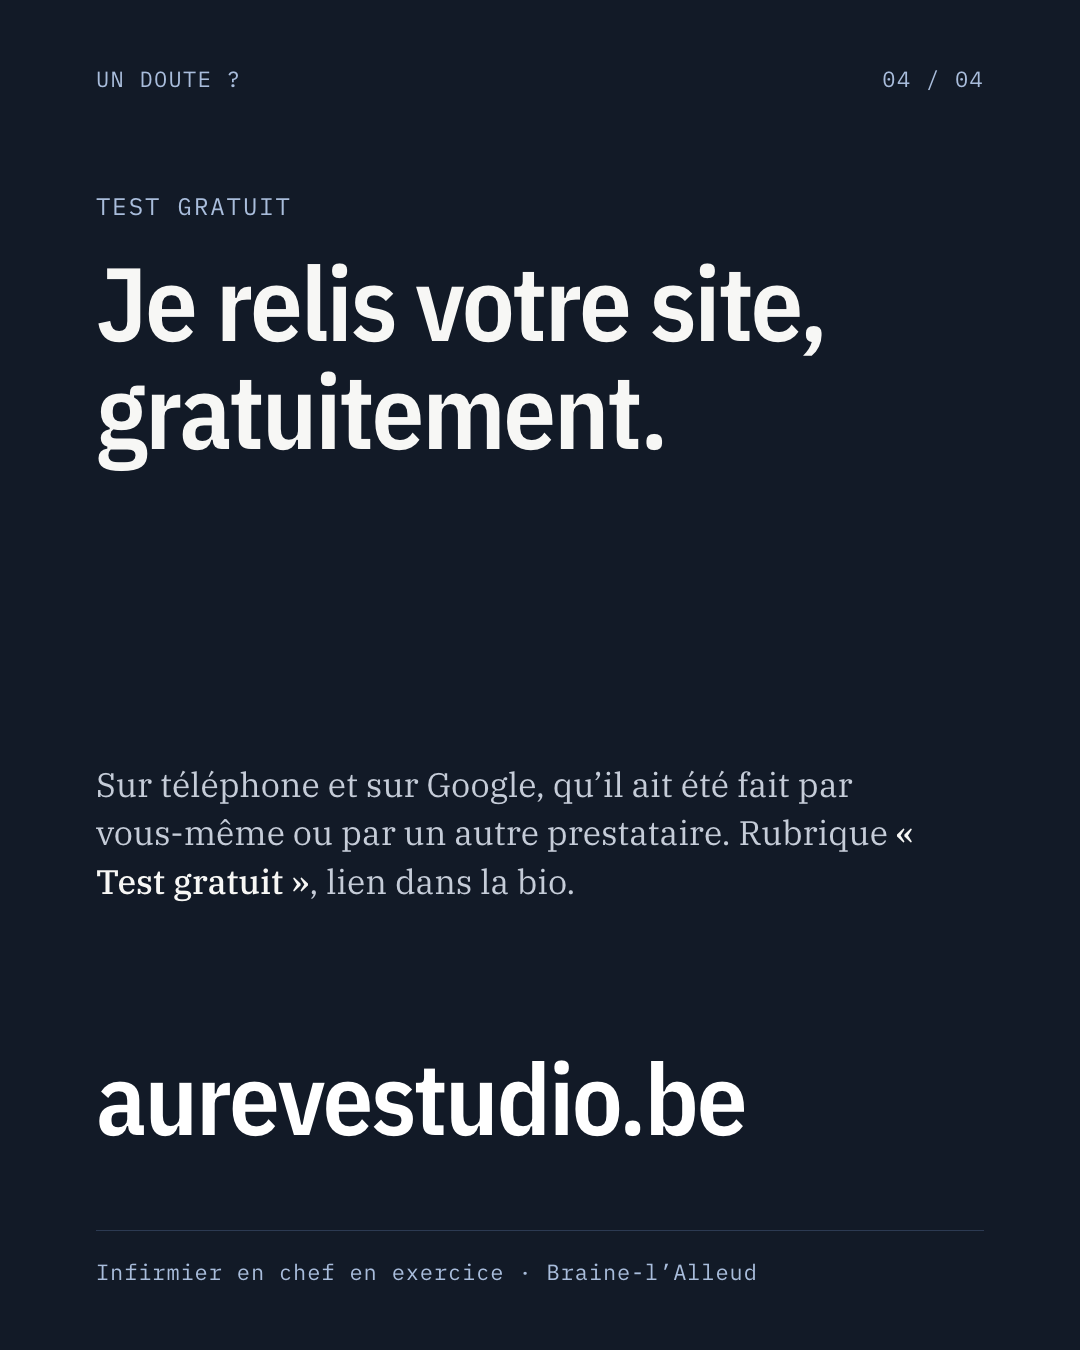 UN DOUTE ?
04 / 04
TEST GRATUIT
Je relis votre site,
gratuitement.
Sur téléphone et sur Google, qu’il ait été fait par
vous-même ou par un autre prestataire. Rubrique «
Test gratuit », lien dans la bio.
aurevestudio.be
Infirmier en chef en exercice · Braine-l’Alleud